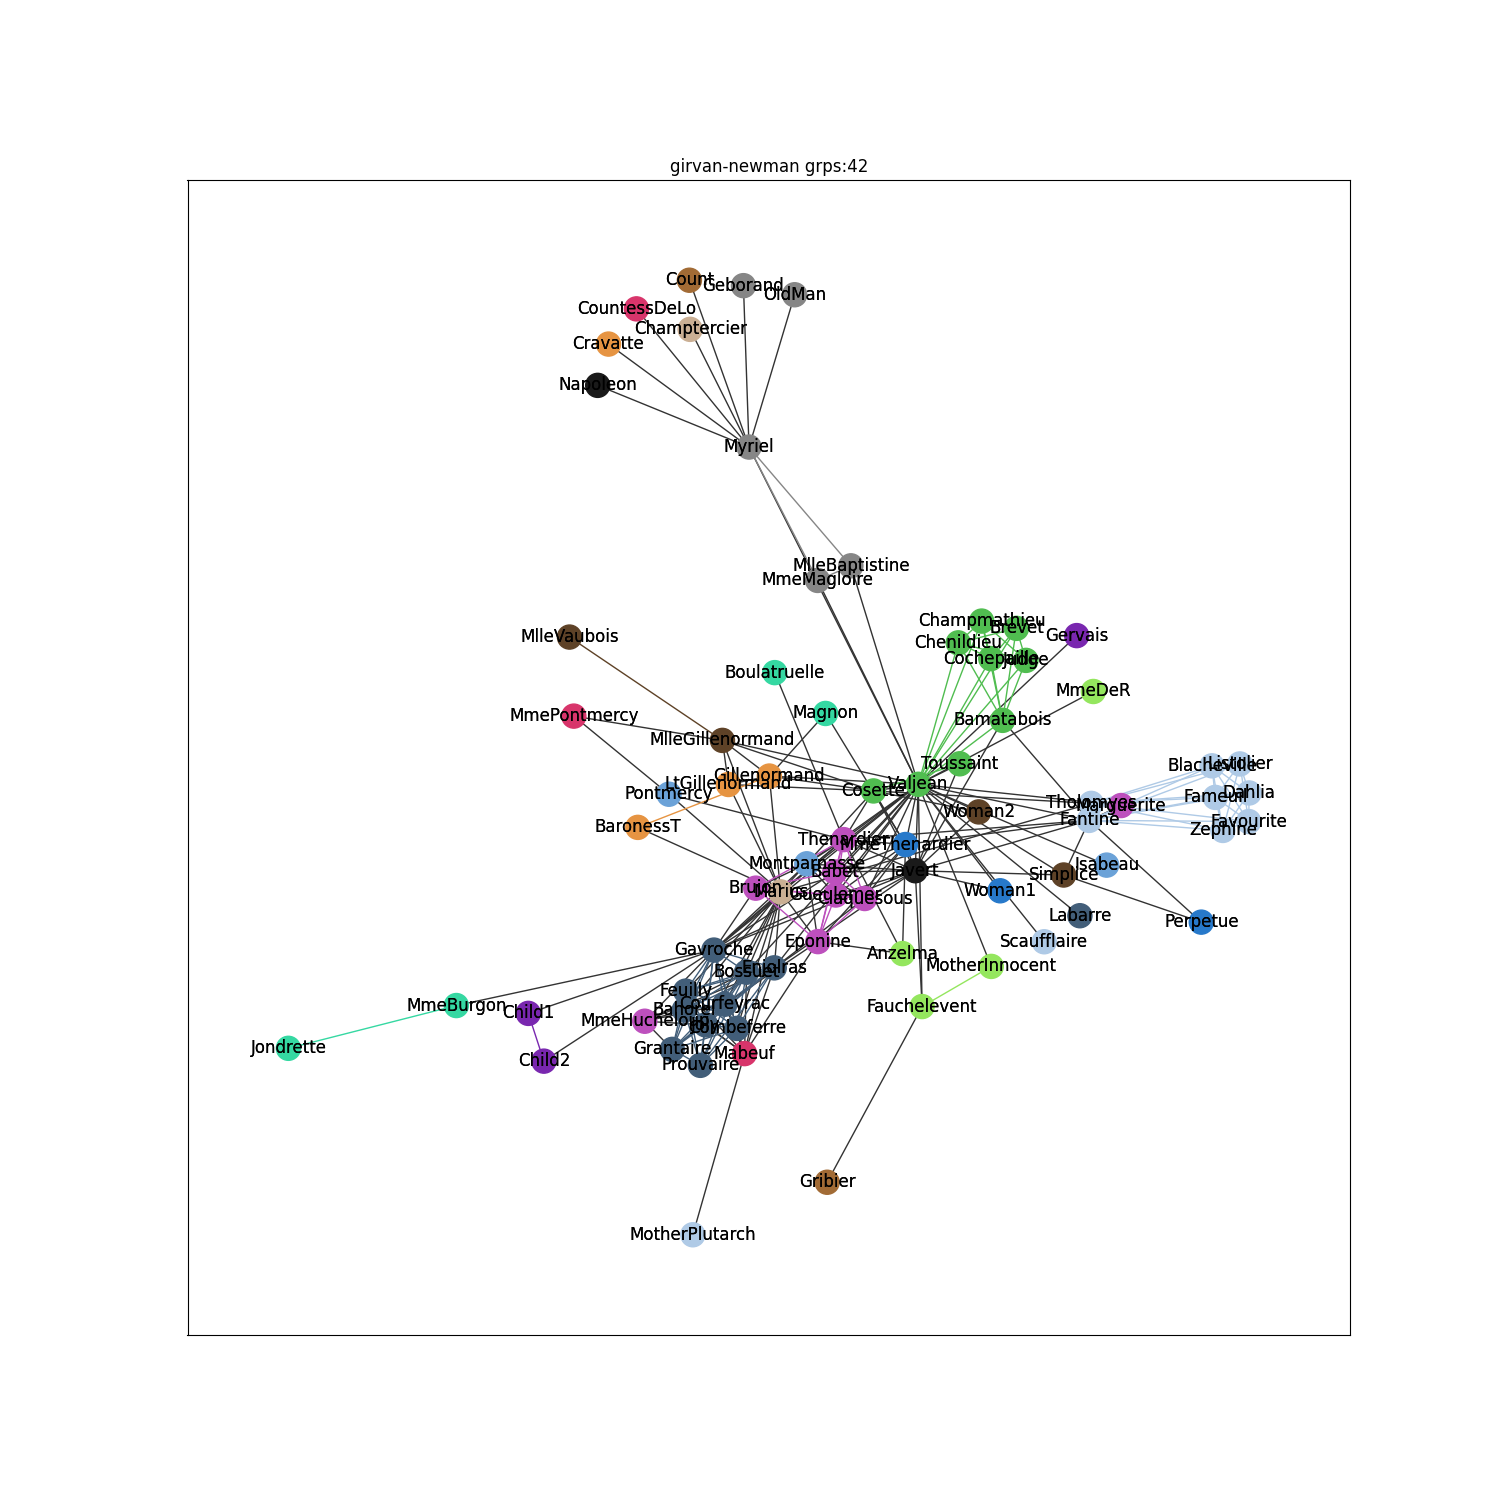 girvan-newman grps:42
Count
Geborand
OldMan
CountessDeLo
Champtercier
Cravatte
Napoleon
Myriel
MlleBaptistine
MmeMagloire
Champmathieu
Brevet
MlleVaubois
Gervais
Chenildieu
Cochepaille
Judge
Boulatruelle
MmeDeR
Magnon
MmePontmercy
Bamatabois
MlleGillenormand
Toussaint
Blacheville
Listolier
Gillenormand
LtGillenormand
Valjean
Cosette
Pontmercy
Dahlia
Fameuil
Tholomyes
Marguerite
Woman2
Fantine
Favourite
BaronessT
Zephine
Thenardier
MmeThenardier
Montparnasse
Isabeau
Babet
Javert
Simplice
Brujon
Marius
Gueulemer
Woman1
Claquesous
Labarre
Perpetue
Eponine
Scaufflaire
Gavroche
Anzelma
MotherInnocent
Bossuet
Enjolras
Feuilly
Courfeyrac
MmeBurgon
Fauchelevent
Bahorel
Child1
MmeHucheloup
Joly
Combeferre
Jondrette
Grantaire
Mabeuf
Child2
Prouvaire
Gribier
MotherPlutarch